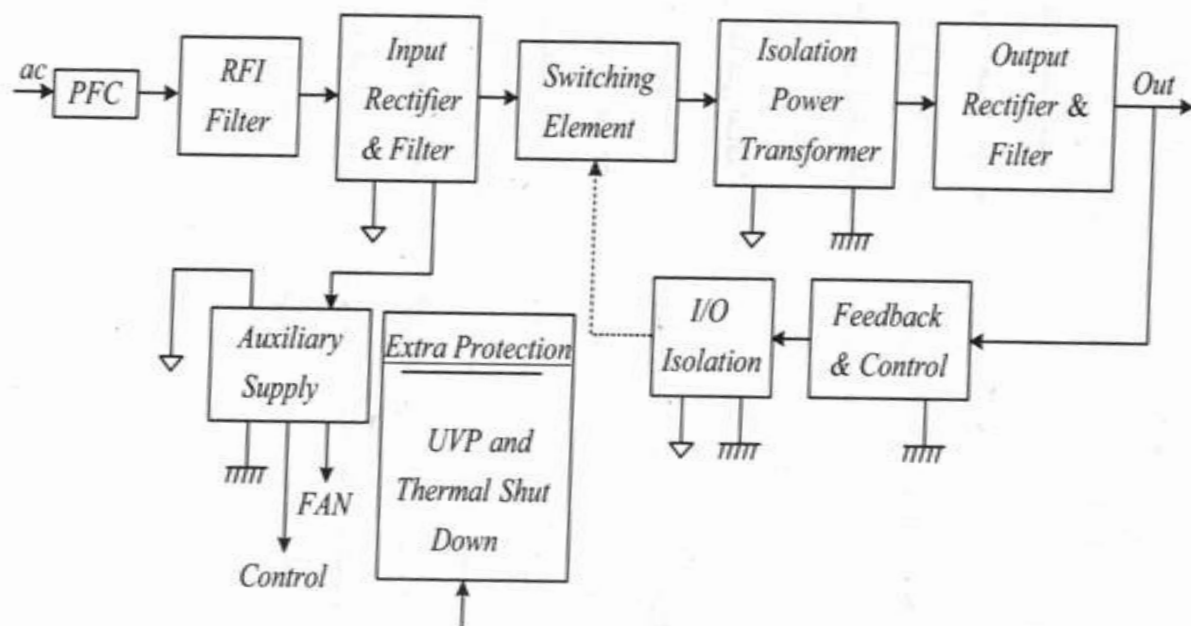 ac
PFC
RFI
Filter
Input
Rectifier
& Filter
Switching
Element
Isolation
Power
Transformer
Output
Rectifier &
Filter
Out
Auxiliary
Supply
FAN
Control
Extra Protection
UVP and
Thermal Shut
Down
I/O
Isolation
Feedback
& Control